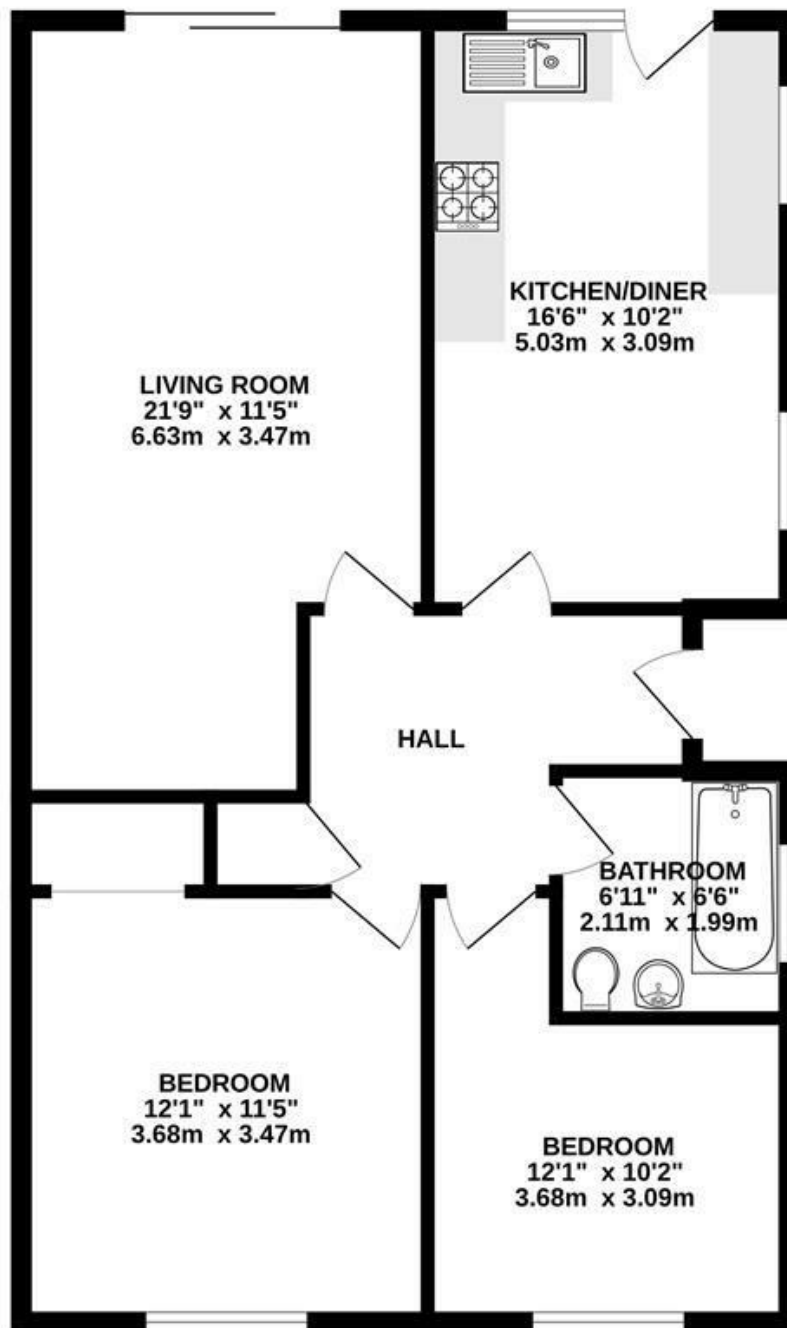 KITCHEN/DINER
16'6" x 10'2"
5.03m x 3.09m
LIVING ROOM
21'9" x 11'5"
6.63m x 3.47m
HALL
BATHROOM
6'11" x 6'6"
2.11m x 1.99m
BEDROOM
12'1" x 11'5"
3.68m x 3.47m
BEDROOM
12'1" x 10'2"
3.68m x 3.09m